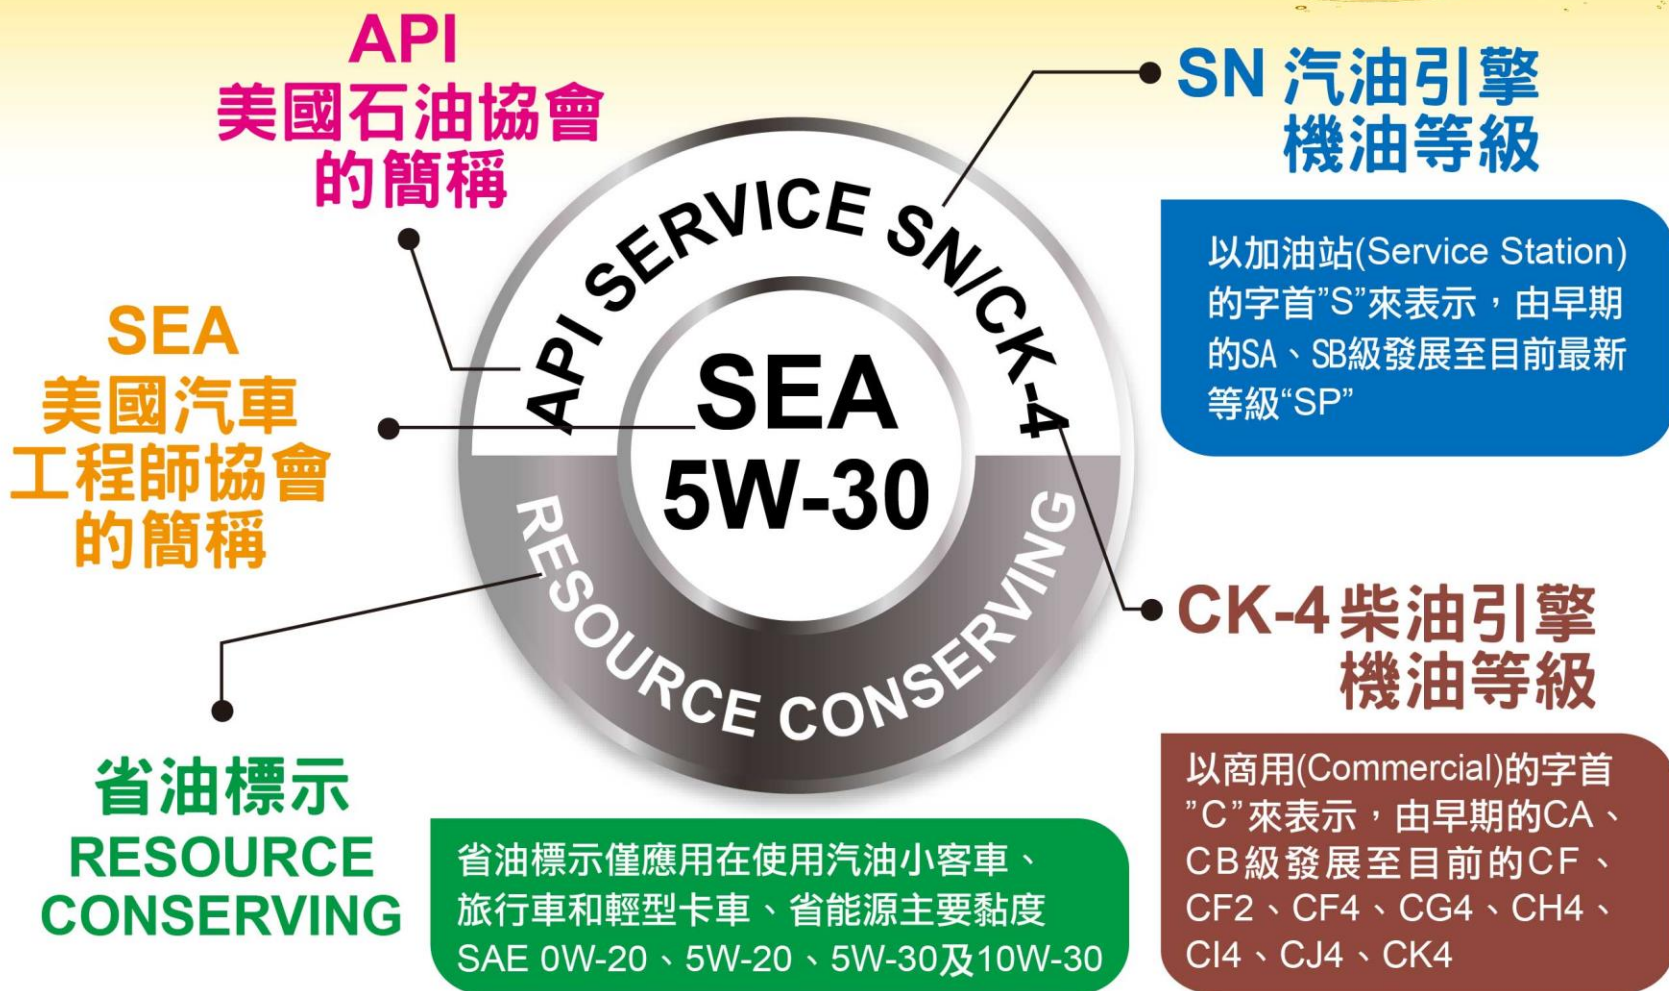 API
美國石油協會
的簡稱
SEA
美國汽車
工程師協會
的簡稱
API SERVICE SN/CK-4
SEA
5W-30
RESOURCE CONSERVING
SN 汽油引擎
機油等級
以加油站(Service Station)
的字首”S”來表示，由早期
的SA、SB級發展至目前最新
等級“SP”
CK-4 柴油引擎
機油等級
以商用(Commercial)的字首
”C”來表示，由早期的CA、
CB級發展至目前的CF、
CF2、CF4、CG4、CH4、
CI4、CJ4、CK4
省油標示
RESOURCE
CONSERVING
省油標示僅應用在使用汽油小客車、
旅行車和輕型卡車、省能源主要黏度
SAE 0W-20、5W-20、5W-30及10W-30